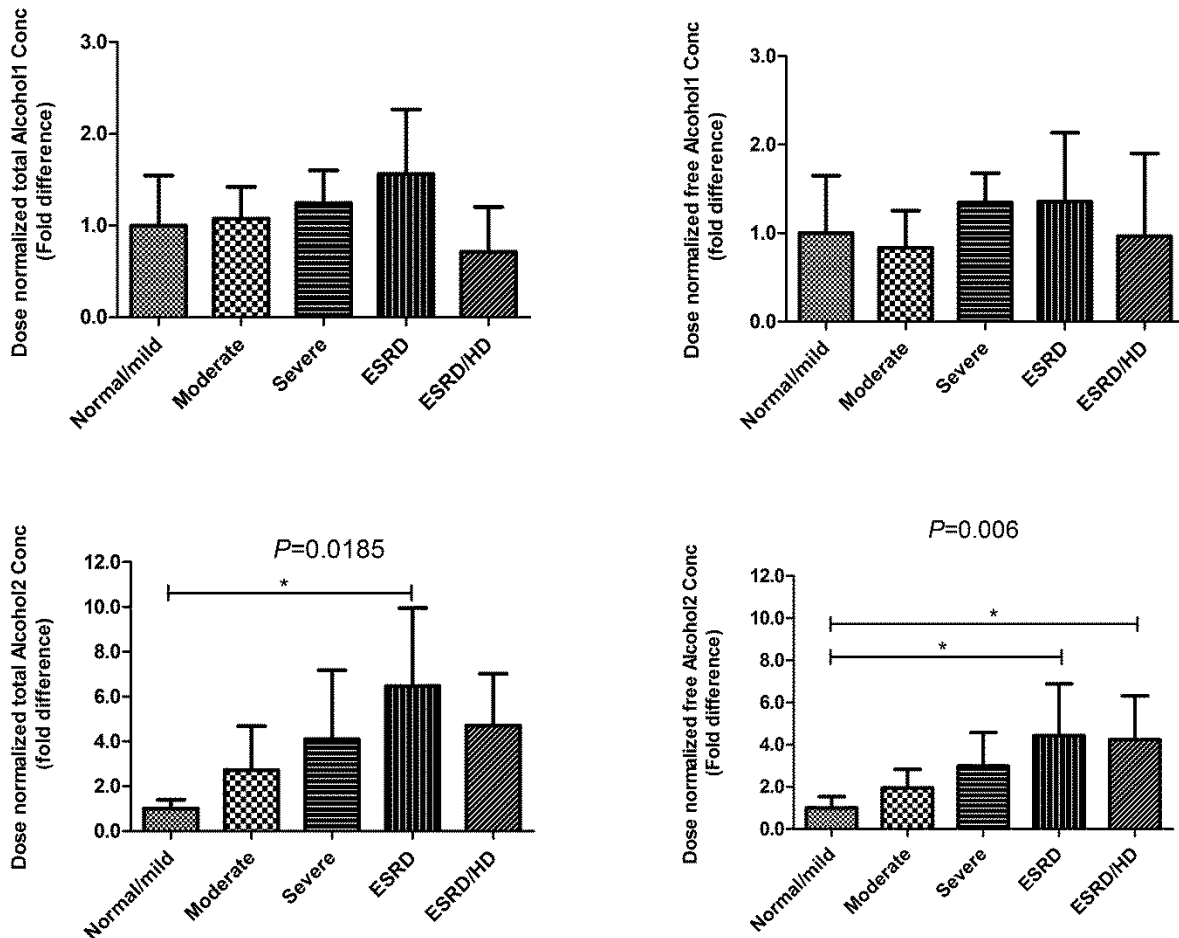 Dose normalized total Alcohol1 Conc
(Fold difference)
3.0
2.0
1.0
0.0
Normal/mild
Moderate
Severe
ESRD
ESRD/HD
Dose normalized free Alcohol1 Conc
(fold difference)
3.0
2.0
1.0
0.0
Normal/mild
Moderate
Severe
ESRD
ESRD/HD
Dose normalized total Alcohol2 Conc
(fold difference)
P=0.0185
*
12.0
10.0
8.0
6.0
4.0
2.0
0.0
Normal/mild
Moderate
Severe
ESRD
ESRD/HD
Dose normalized free Alcohol2 Conc
(Fold difference)
P=0.006
*
*
12.0
10.0
8.0
6.0
4.0
2.0
0.0
Normal/mild
Moderate
Severe
ESRD
ESRD/HD